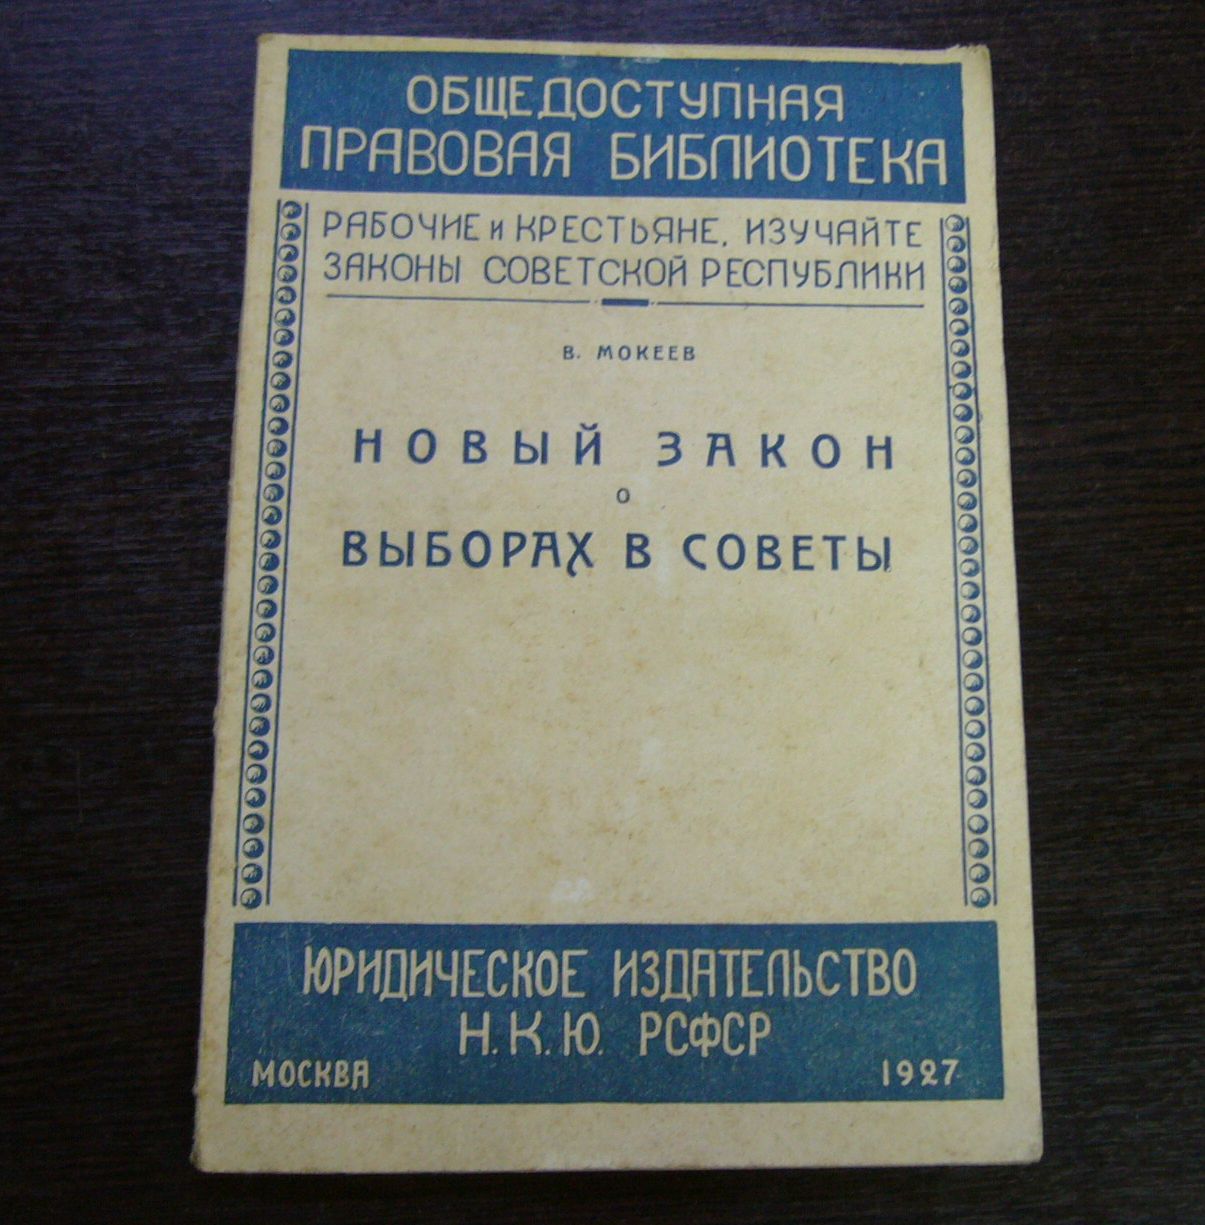 ОБЩЕДОСТУПНАЯ
ПРАВОВАЯ БИБЛИОТЕКА
РАБОЧИЕ и КРЕСТЬЯНЕ, ИЗУЧАЙТЕ
ЗАКОНЫ СОВЕТСКОЙ РЕСПУБЛИКИ
В. МОКЕЕВ
НОВЫЙ ЗАКОН
О
ВЫБОРАХ В СОВЕТЫ
ЮРИДИЧЕСКОЕ ИЗДАТЕЛЬСТВО
Н. К. Ю. РСФСР
МОСКВА 1927